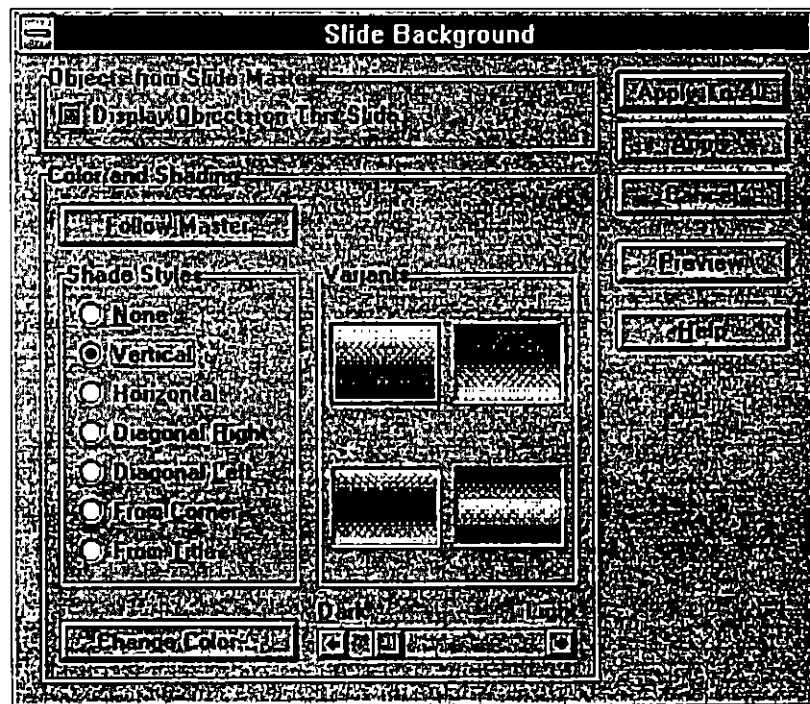 Slide Background
Objects from Slide Master
Display Objects on This Slide
Apply To All
Apply
Cancel
Preview
Help
Color and Shading
Follow Master
Shade Styles
None
Vertical
Horizontal
Diagonal Right
Diagonal Left
From Corner
From Title
Variants
Dark
Light
Change Color...